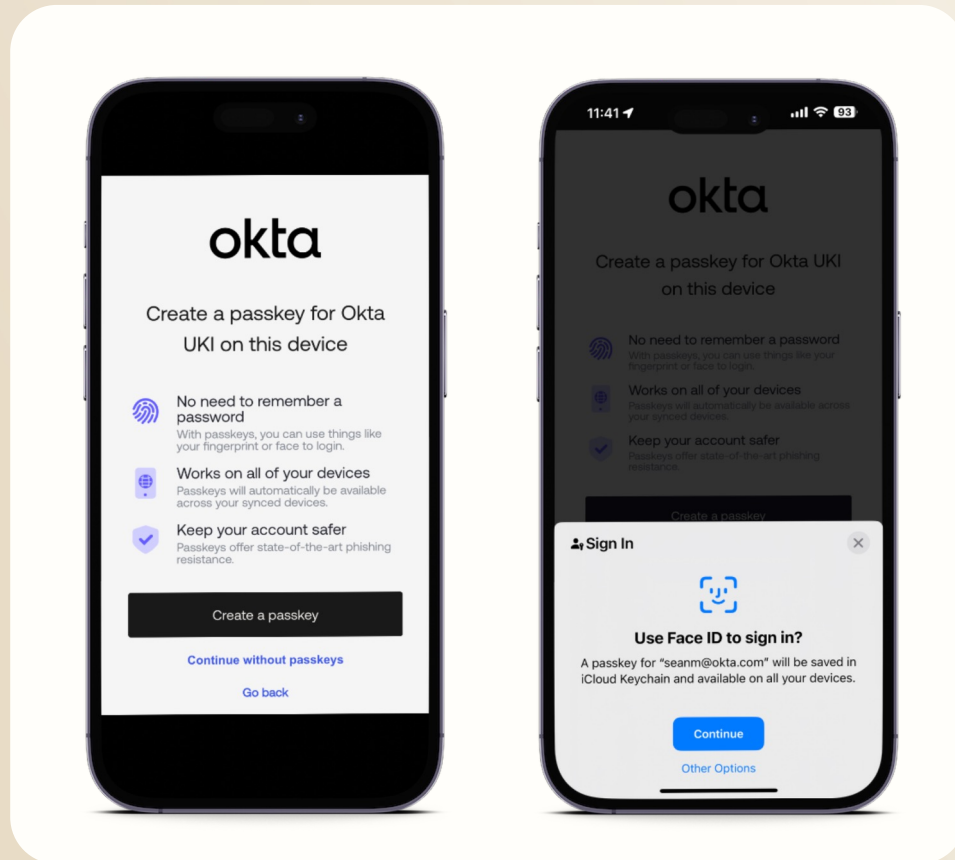 okta
Create a passkey for Okta
UKI on this device
No need to remember a
password
With passkeys, you can use things like
your fingerprint or face to login.
Works on all of your devices
Passkeys will automatically be available
across your synced devices.
Keep your account safer
Passkeys offer state-of-the-art phishing
resistance.
Create a passkey
Continue without passkeys
Go back
11:41
93
okta
Create a passkey for Okta UKI
on this device
No need to remember a password
With passkeys, you can use things like your
fingerprint or face to login.
Works on all of your devices
Passkeys will automatically be available across
your synced devices.
Keep your account safer
Passkeys offer state-of-the-art phishing
resistance.
Create a passkey
Sign In
Use Face ID to sign in?
A passkey for “seanm@okta.com” will be saved in
iCloud Keychain and available on all your devices.
Continue
Other Options